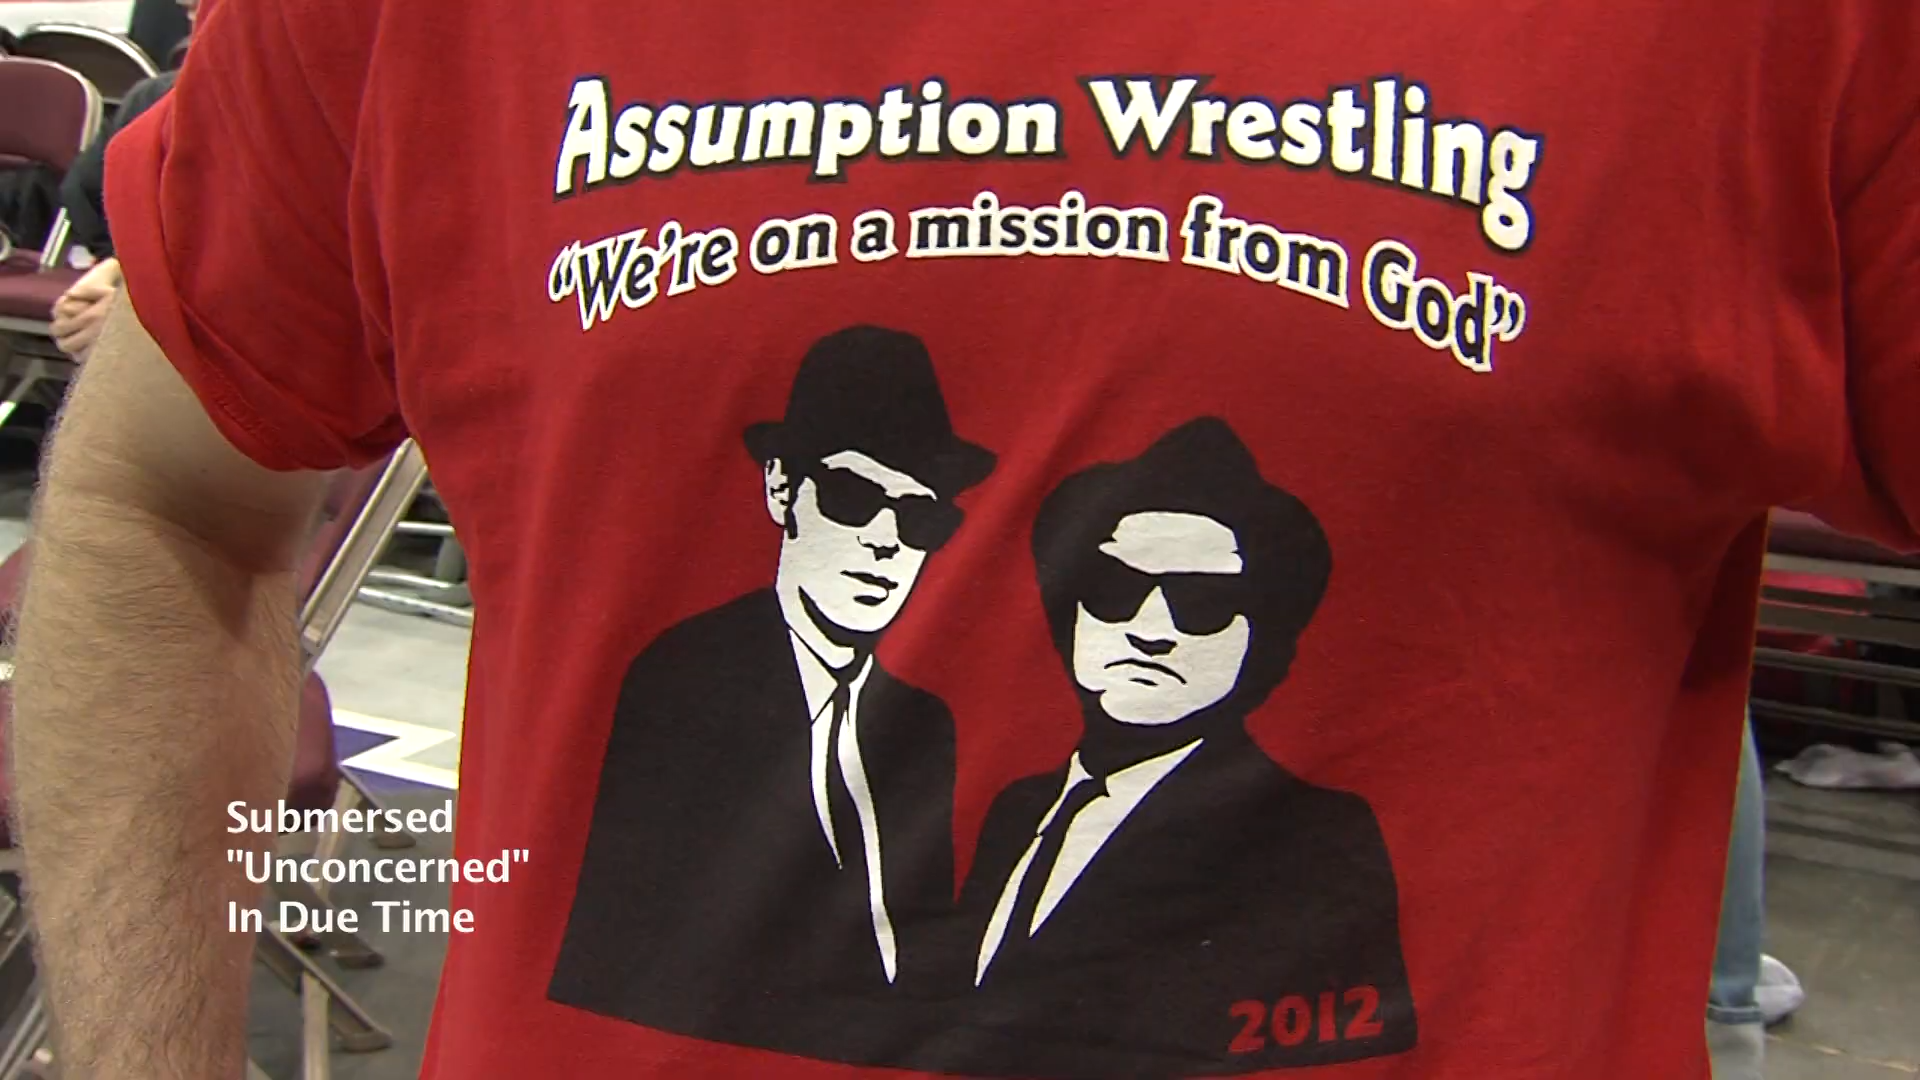 Assumption Wrestling
“We’re on a mission from God”
2012
Submersed
"Unconcerned"
In Due Time